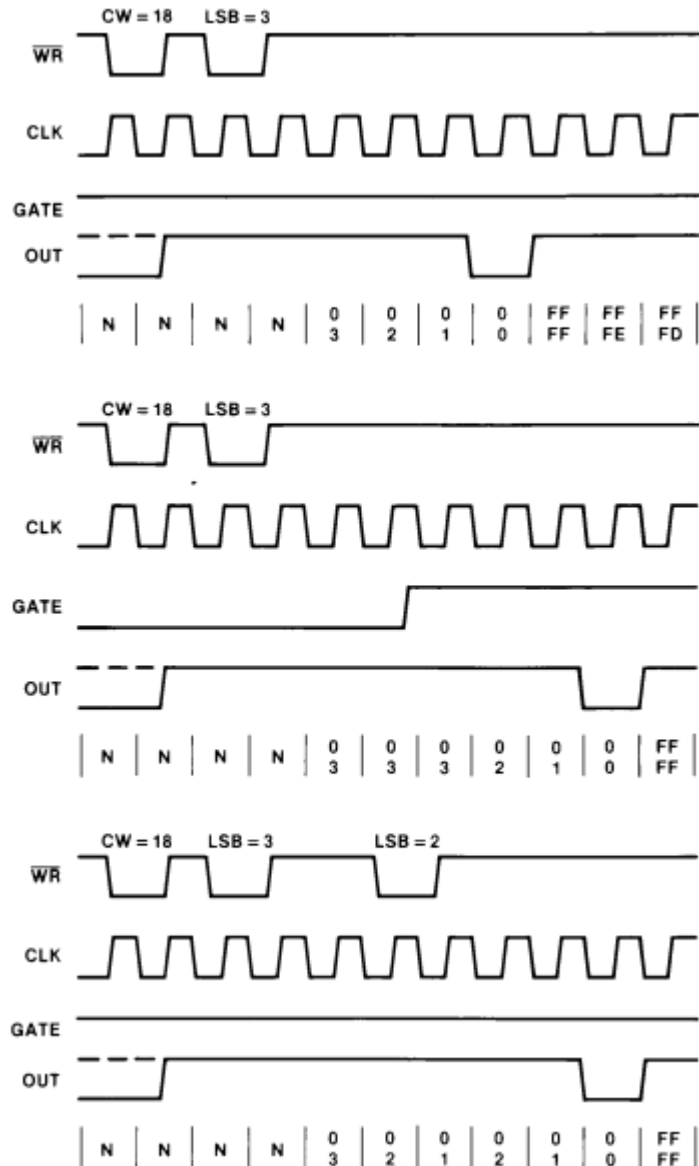 CW = 18 LSB = 3
WR
CLK
GATE
OUT
N N N N 0 0 0 0 FF FF FF
3 2 1 0 FF FE FD
CW = 18 LSB = 3
WR
CLK
GATE
OUT
N N N N 0 0 0 0 0 0 FF
3 3 3 2 1 0 FF
CW = 18 LSB = 3 LSB = 2
WR
CLK
GATE
OUT
N N N N 0 0 0 0 0 0 FF
3 2 1 2 1 0 FF